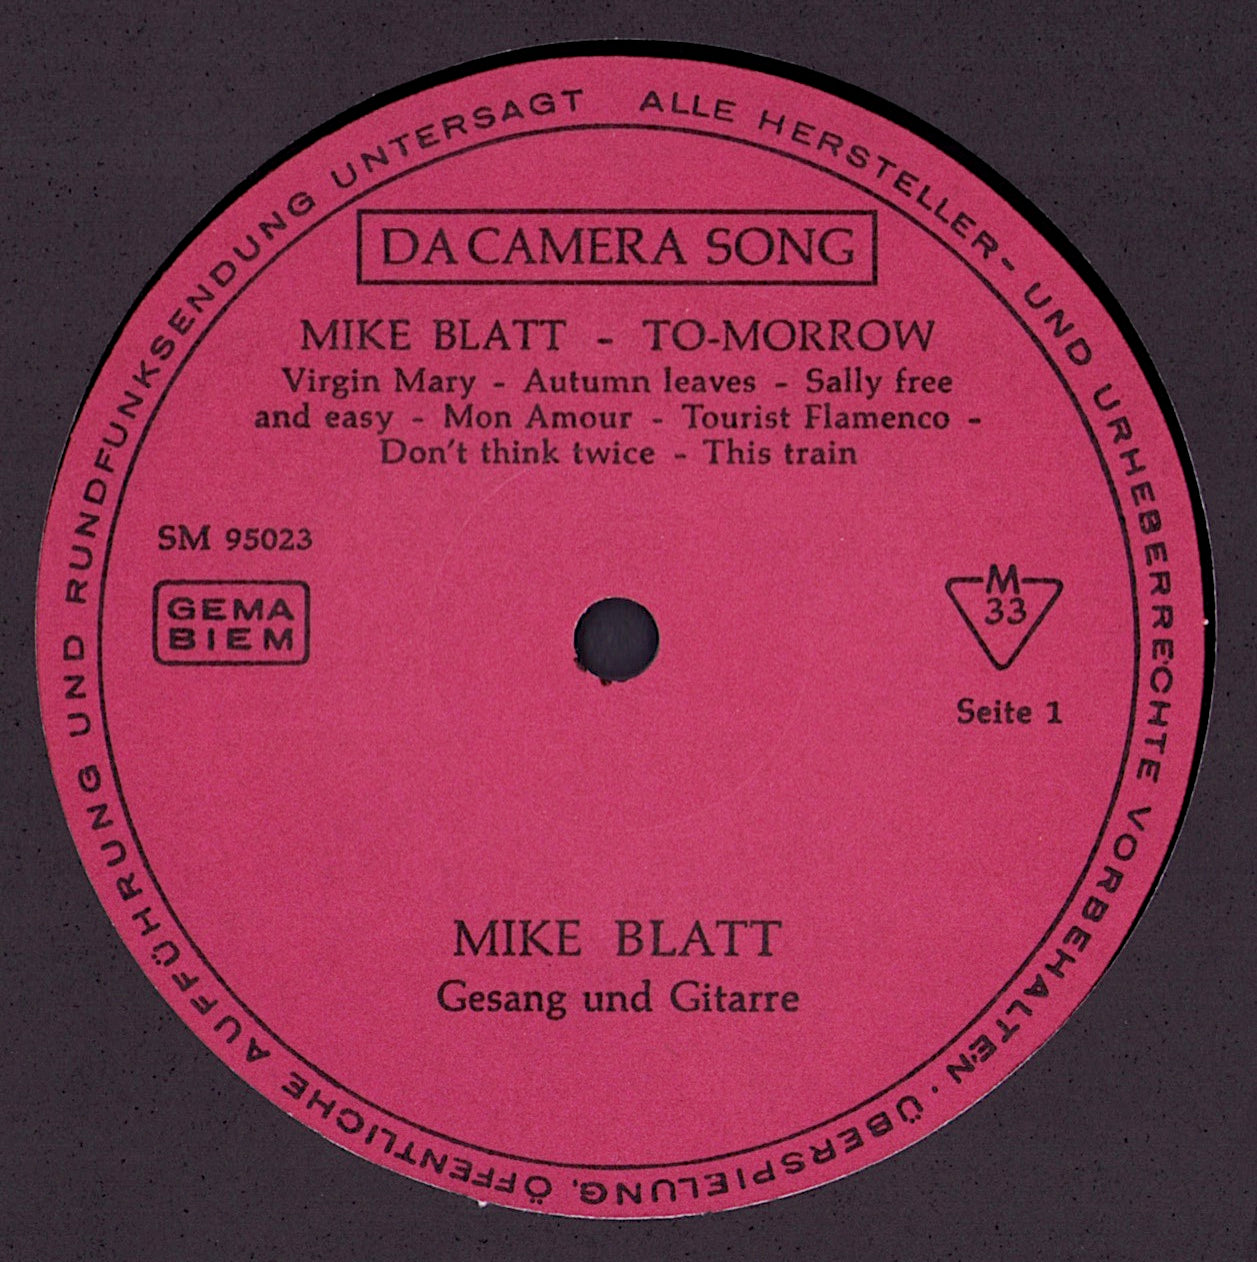 ALLE HERSTELLER- UND URHEBERRECHTE VORBEHALTEN · ÜBERSPIELUNG, ÖFFENTLICHE AUFFÜHRUNG UND RUNDFUNKSENDUNG UNTERSAGT
DA CAMERA SONG
MIKE BLATT - TO-MORROW
Virgin Mary - Autumn leaves - Sally free
and easy - Mon Amour - Tourist Flamenco -
Don't think twice - This train
SM 95023
GEMA
BIEM
M
33
Seite 1
MIKE BLATT
Gesang und Gitarre